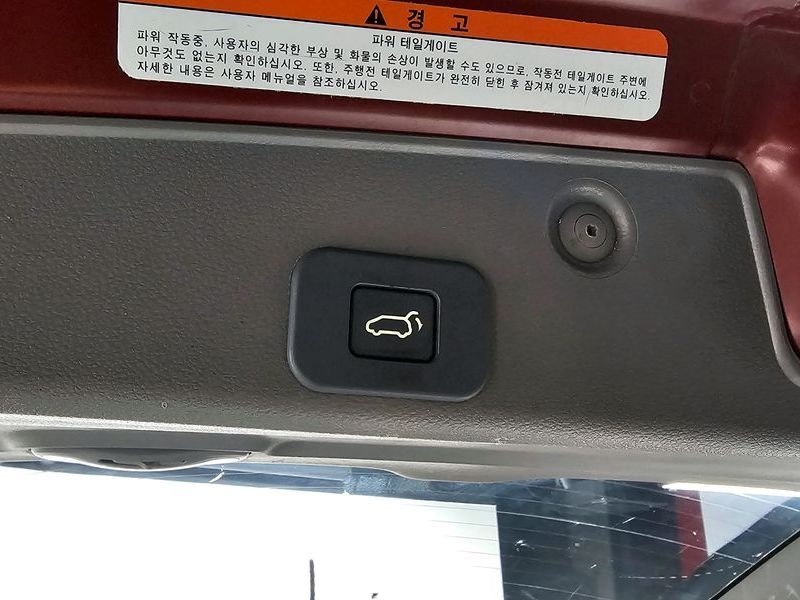 경 고
파워 테일게이트
파워 작동중, 사용자의 심각한 부상 및 화물의 손상이 발생할 수도 있으므로, 작동전 테일게이트 주변에
아무것도 없는지 확인하십시오. 또한, 주행전 테일게이트가 완전히 닫힌 후 잠겨져 있는지 확인하십시오.
자세한 내용은 사용자 메뉴얼을 참조하십시오.